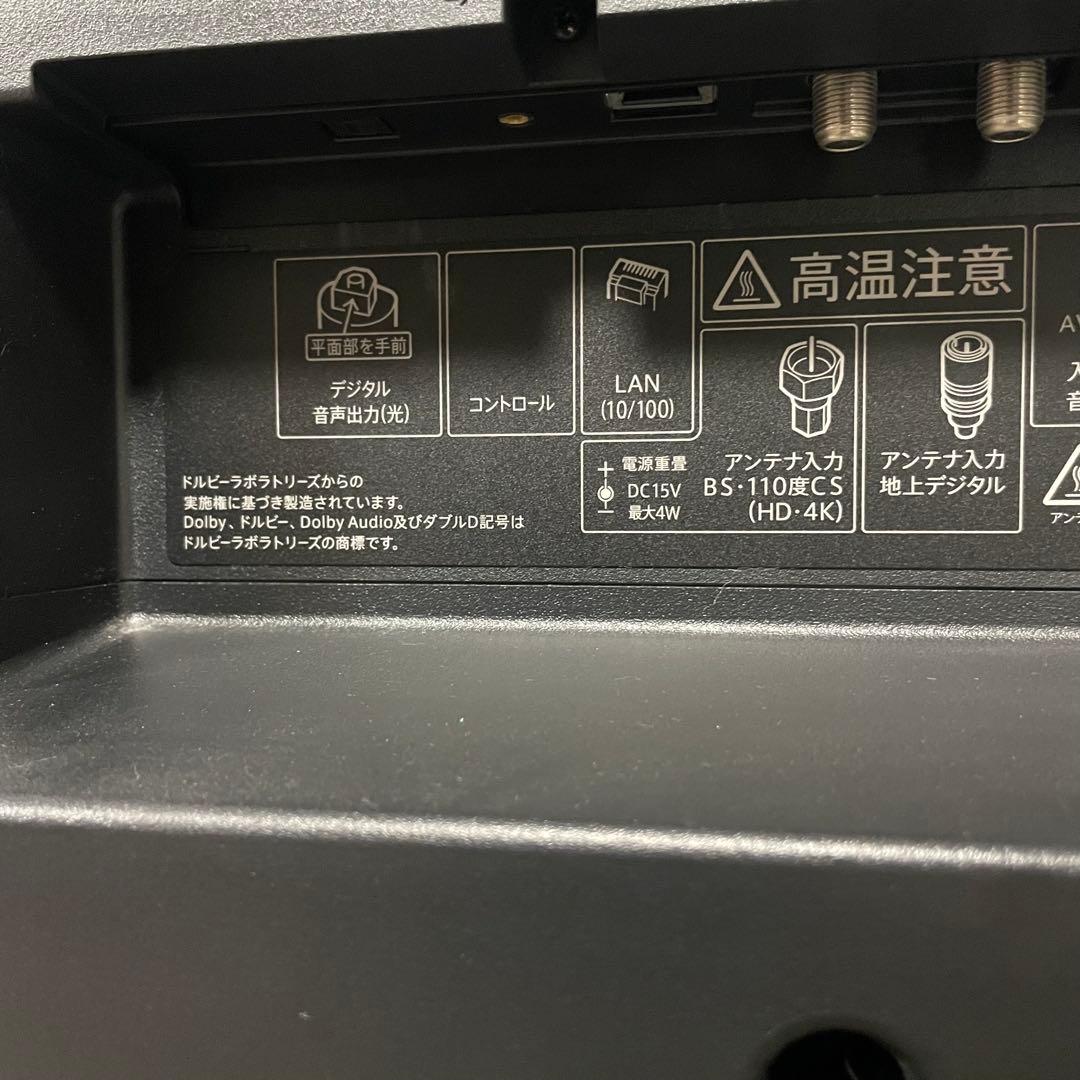 平面部を手前
デジタル
音声出力(光)
コントロール
LAN
(10/100)
高温注意
電源重畳
DC15V
最大4W
アンテナ入力
BS･110度CS
(HD･4K)
アンテナ入力
地上デジタル
AV
入
音
アンテ
ドルビーラボラトリーズからの
実施権に基づき製造されています。
Dolby、ドルビー、Dolby Audio及びダブルD記号は
ドルビーラボラトリーズの商標です。